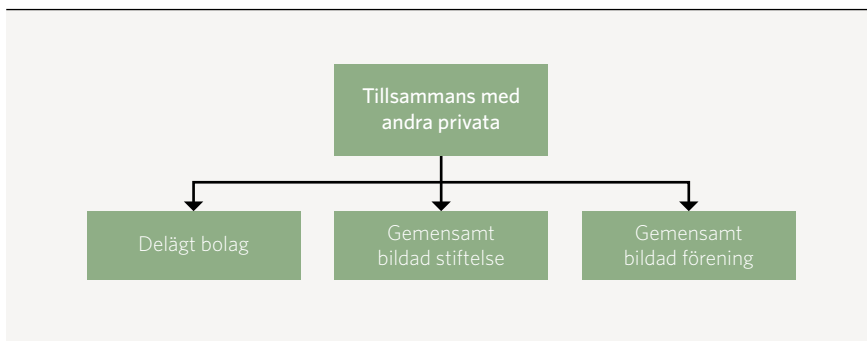 Tillsammans med
andra privata
Delägt bolag
Gemensamt
bildad stiftelse
Gemensamt
bildad förening